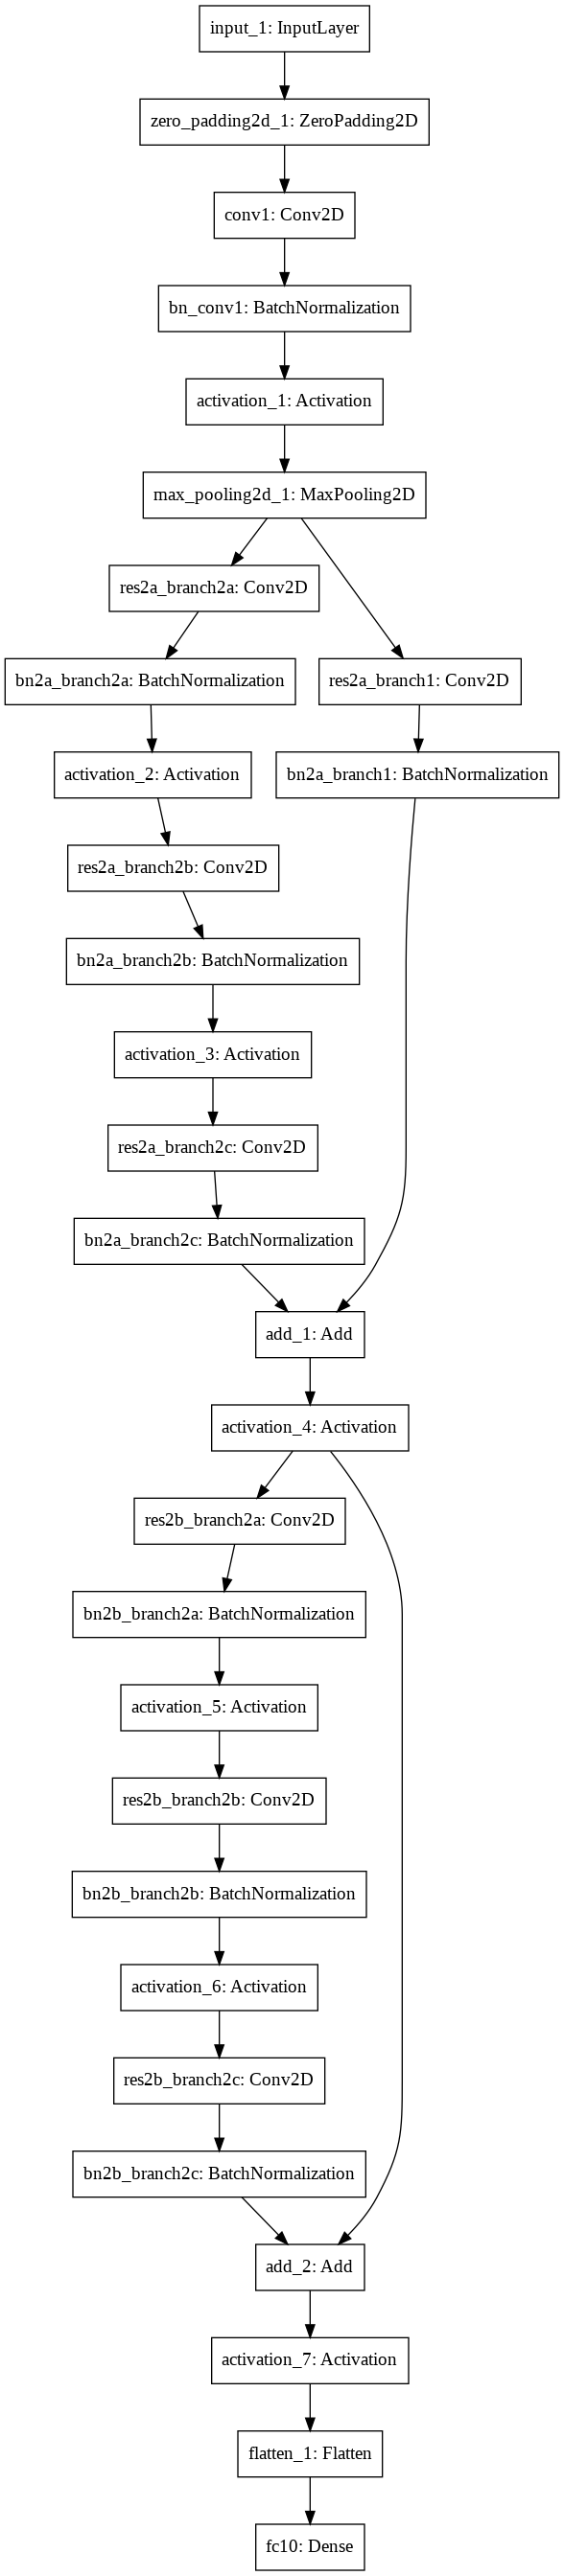 input_1: InputLayer
zero_padding2d_1: ZeroPadding2D
conv1: Conv2D
bn_conv1: BatchNormalization
activation_1: Activation
max_pooling2d_1: MaxPooling2D
res2a_branch2a: Conv2D
bn2a_branch2a: BatchNormalization
res2a_branch1: Conv2D
activation_2: Activation
bn2a_branch1: BatchNormalization
res2a_branch2b: Conv2D
bn2a_branch2b: BatchNormalization
activation_3: Activation
res2a_branch2c: Conv2D
bn2a_branch2c: BatchNormalization
add_1: Add
activation_4: Activation
res2b_branch2a: Conv2D
bn2b_branch2a: BatchNormalization
activation_5: Activation
res2b_branch2b: Conv2D
bn2b_branch2b: BatchNormalization
activation_6: Activation
res2b_branch2c: Conv2D
bn2b_branch2c: BatchNormalization
add_2: Add
activation_7: Activation
flatten_1: Flatten
fc10: Dense